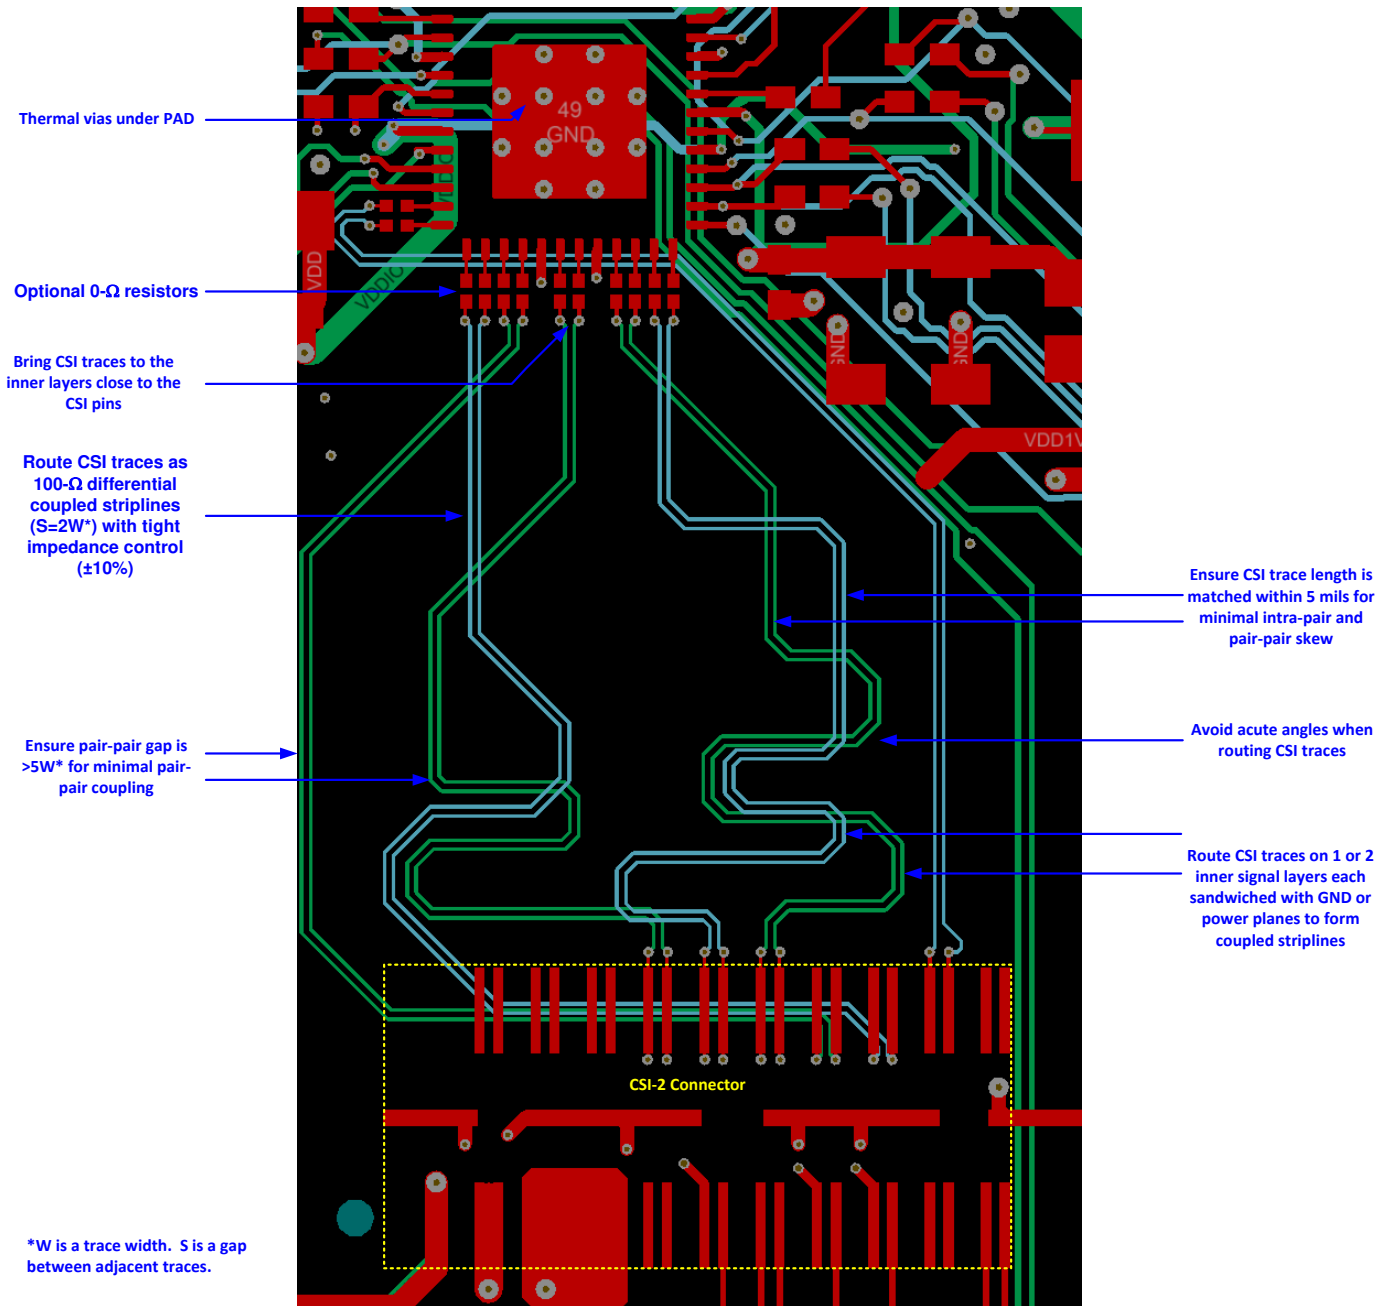 Thermal vias under PAD
49
GND
VDDIO
VDD
VDDIO
Optional 0-Ω resistors
Bring CSI traces to the
inner layers close to the
CSI pins
GND
GND
VDD1V
Route CSI traces as
100-Ω differential
coupled striplines
(S=2W*) with tight
impedance control
(±10%)
Ensure CSI trace length is
matched within 5 mils for
minimal intra-pair and
pair-pair skew
Ensure pair-pair gap is
>5W* for minimal pair-
pair coupling
Avoid acute angles when
routing CSI traces
Route CSI traces on 1 or 2
inner signal layers each
sandwiched with GND or
power planes to form
coupled striplines
CSI-2 Connector
*W is a trace width.  S is a gap
between adjacent traces.